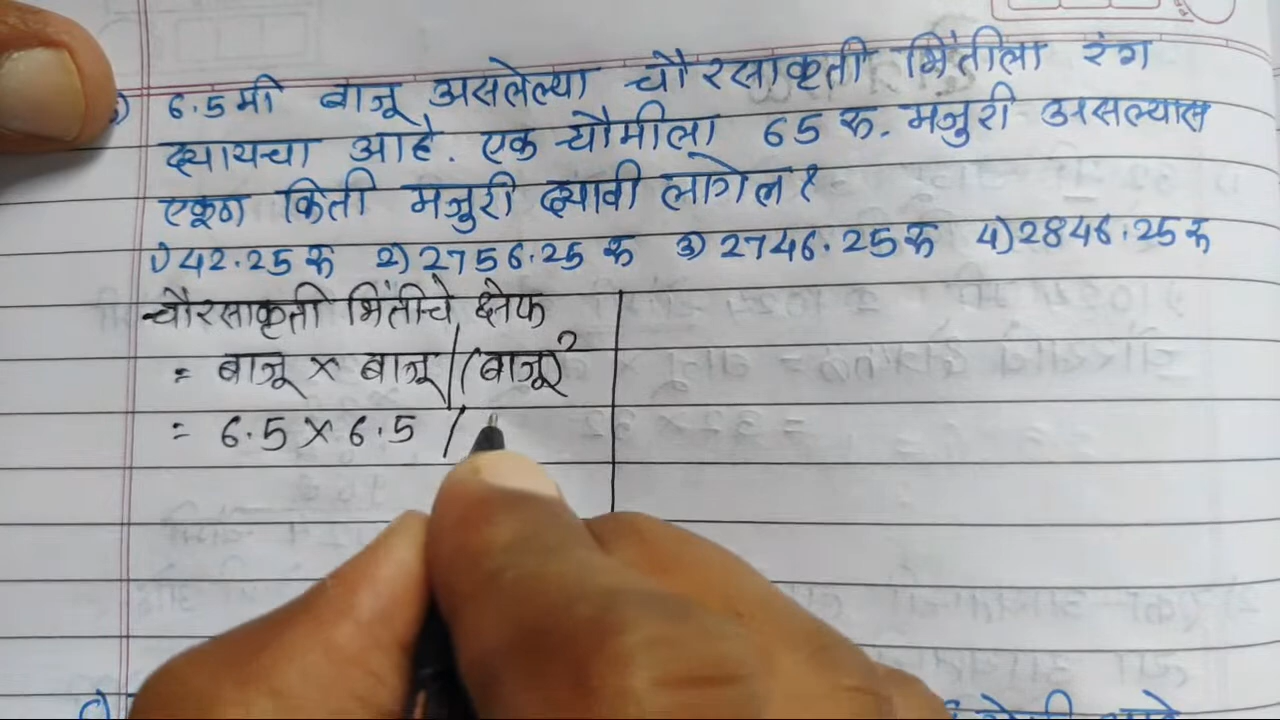 6.5मी बाजू असलेल्या चौरसाकृती भिंतीला रंग
द्यायचा आहे. एक चौमीला 65 रु. मजुरी असल्यास
एकूण किती मजुरी द्यावी लागेल?
1) 42.25 रु 2) 2756.25 रु 3) 2746.25 रु 4) 2846.25 रु
चौरसाकृती भिंतीचे क्षेफ
= बाजू × बाजू / (बाजू)²
= 6.5 × 6.5 /